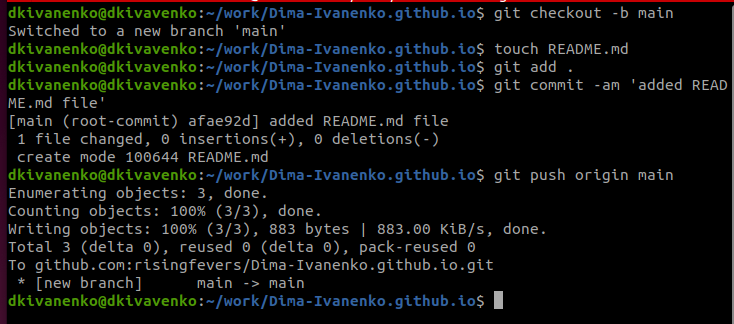 dkivanenko@dkivavenko:~/work/Dima-Ivanenko.github.io$ git checkout -b main
Switched to a new branch 'main'
dkivanenko@dkivavenko:~/work/Dima-Ivanenko.github.io$ touch README.md
dkivanenko@dkivavenko:~/work/Dima-Ivanenko.github.io$ git add .
dkivanenko@dkivavenko:~/work/Dima-Ivanenko.github.io$ git commit -am 'added READ
ME.md file'
[main (root-commit) afae92d] added README.md file
 1 file changed, 0 insertions(+), 0 deletions(-)
 create mode 100644 README.md
dkivanenko@dkivavenko:~/work/Dima-Ivanenko.github.io$ git push origin main
Enumerating objects: 3, done.
Counting objects: 100% (3/3), done.
Writing objects: 100% (3/3), 883 bytes | 883.00 KiB/s, done.
Total 3 (delta 0), reused 0 (delta 0), pack-reused 0
To github.com:risingfevers/Dima-Ivanenko.github.io.git
 * [new branch]      main -> main
dkivanenko@dkivavenko:~/work/Dima-Ivanenko.github.io$